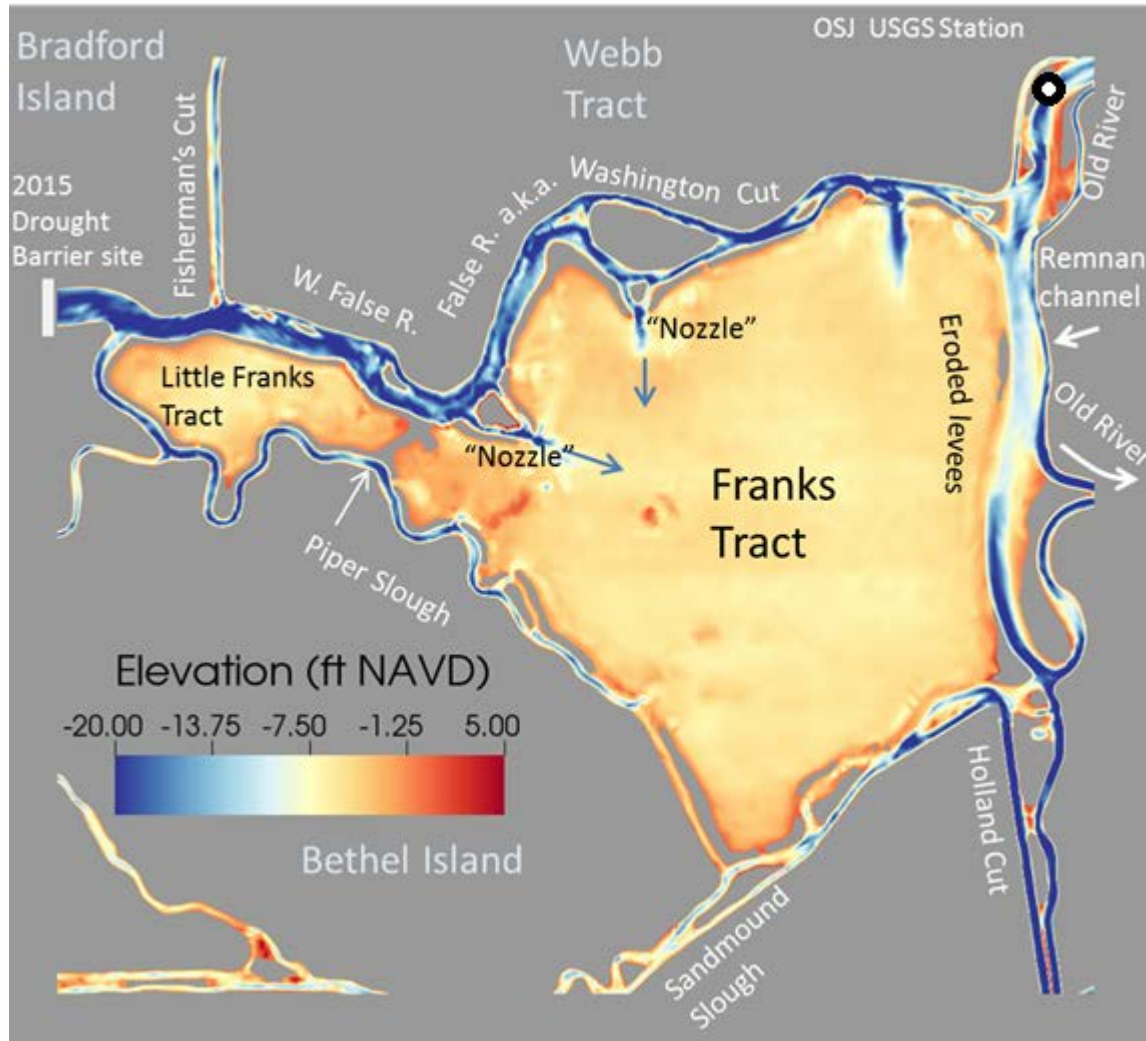 OSJ USGS Station
Bradford
Island
Webb
Tract
Fisherman's Cut
Old River
2015
Drought
Barrier site
False R. a.k.a.
Washington Cut
W. False R.
Remnan
channel
"Nozzle"
Eroded levees
Little Franks
Tract
Old River
"Nozzle"
Franks
Tract
Piper Slough
Elevation (ft NAVD)
-20.00 -13.75 -7.50 -1.25 5.00
Bethel Island
Holland Cut
Sandmound
Slough